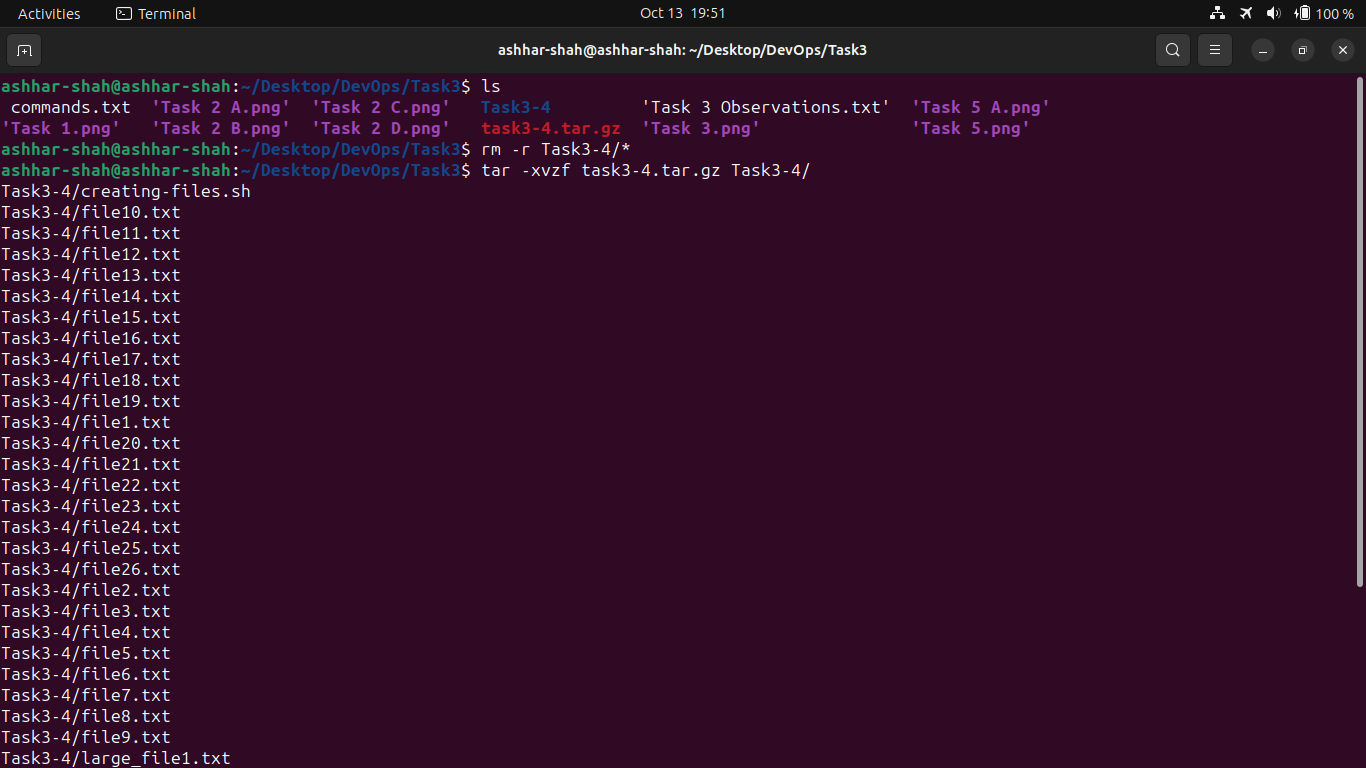 Activities Terminal Oct 13 19:51 100 %
ashhar-shah@ashhar-shah: ~/Desktop/DevOps/Task3
ashhar-shah@ashhar-shah:~/Desktop/DevOps/Task3$ ls
commands.txt 'Task 2 A.png' 'Task 2 C.png' Task3-4 'Task 3 Observations.txt' 'Task 5 A.png'
'Task 1.png' 'Task 2 B.png' 'Task 2 D.png' task3-4.tar.gz 'Task 3.png' 'Task 5.png'
ashhar-shah@ashhar-shah:~/Desktop/DevOps/Task3$ rm -r Task3-4/*
ashhar-shah@ashhar-shah:~/Desktop/DevOps/Task3$ tar -xvzf task3-4.tar.gz Task3-4/
Task3-4/creating-files.sh
Task3-4/file10.txt
Task3-4/file11.txt
Task3-4/file12.txt
Task3-4/file13.txt
Task3-4/file14.txt
Task3-4/file15.txt
Task3-4/file16.txt
Task3-4/file17.txt
Task3-4/file18.txt
Task3-4/file19.txt
Task3-4/file1.txt
Task3-4/file20.txt
Task3-4/file21.txt
Task3-4/file22.txt
Task3-4/file23.txt
Task3-4/file24.txt
Task3-4/file25.txt
Task3-4/file26.txt
Task3-4/file2.txt
Task3-4/file3.txt
Task3-4/file4.txt
Task3-4/file5.txt
Task3-4/file6.txt
Task3-4/file7.txt
Task3-4/file8.txt
Task3-4/file9.txt
Task3-4/large_file1.txt